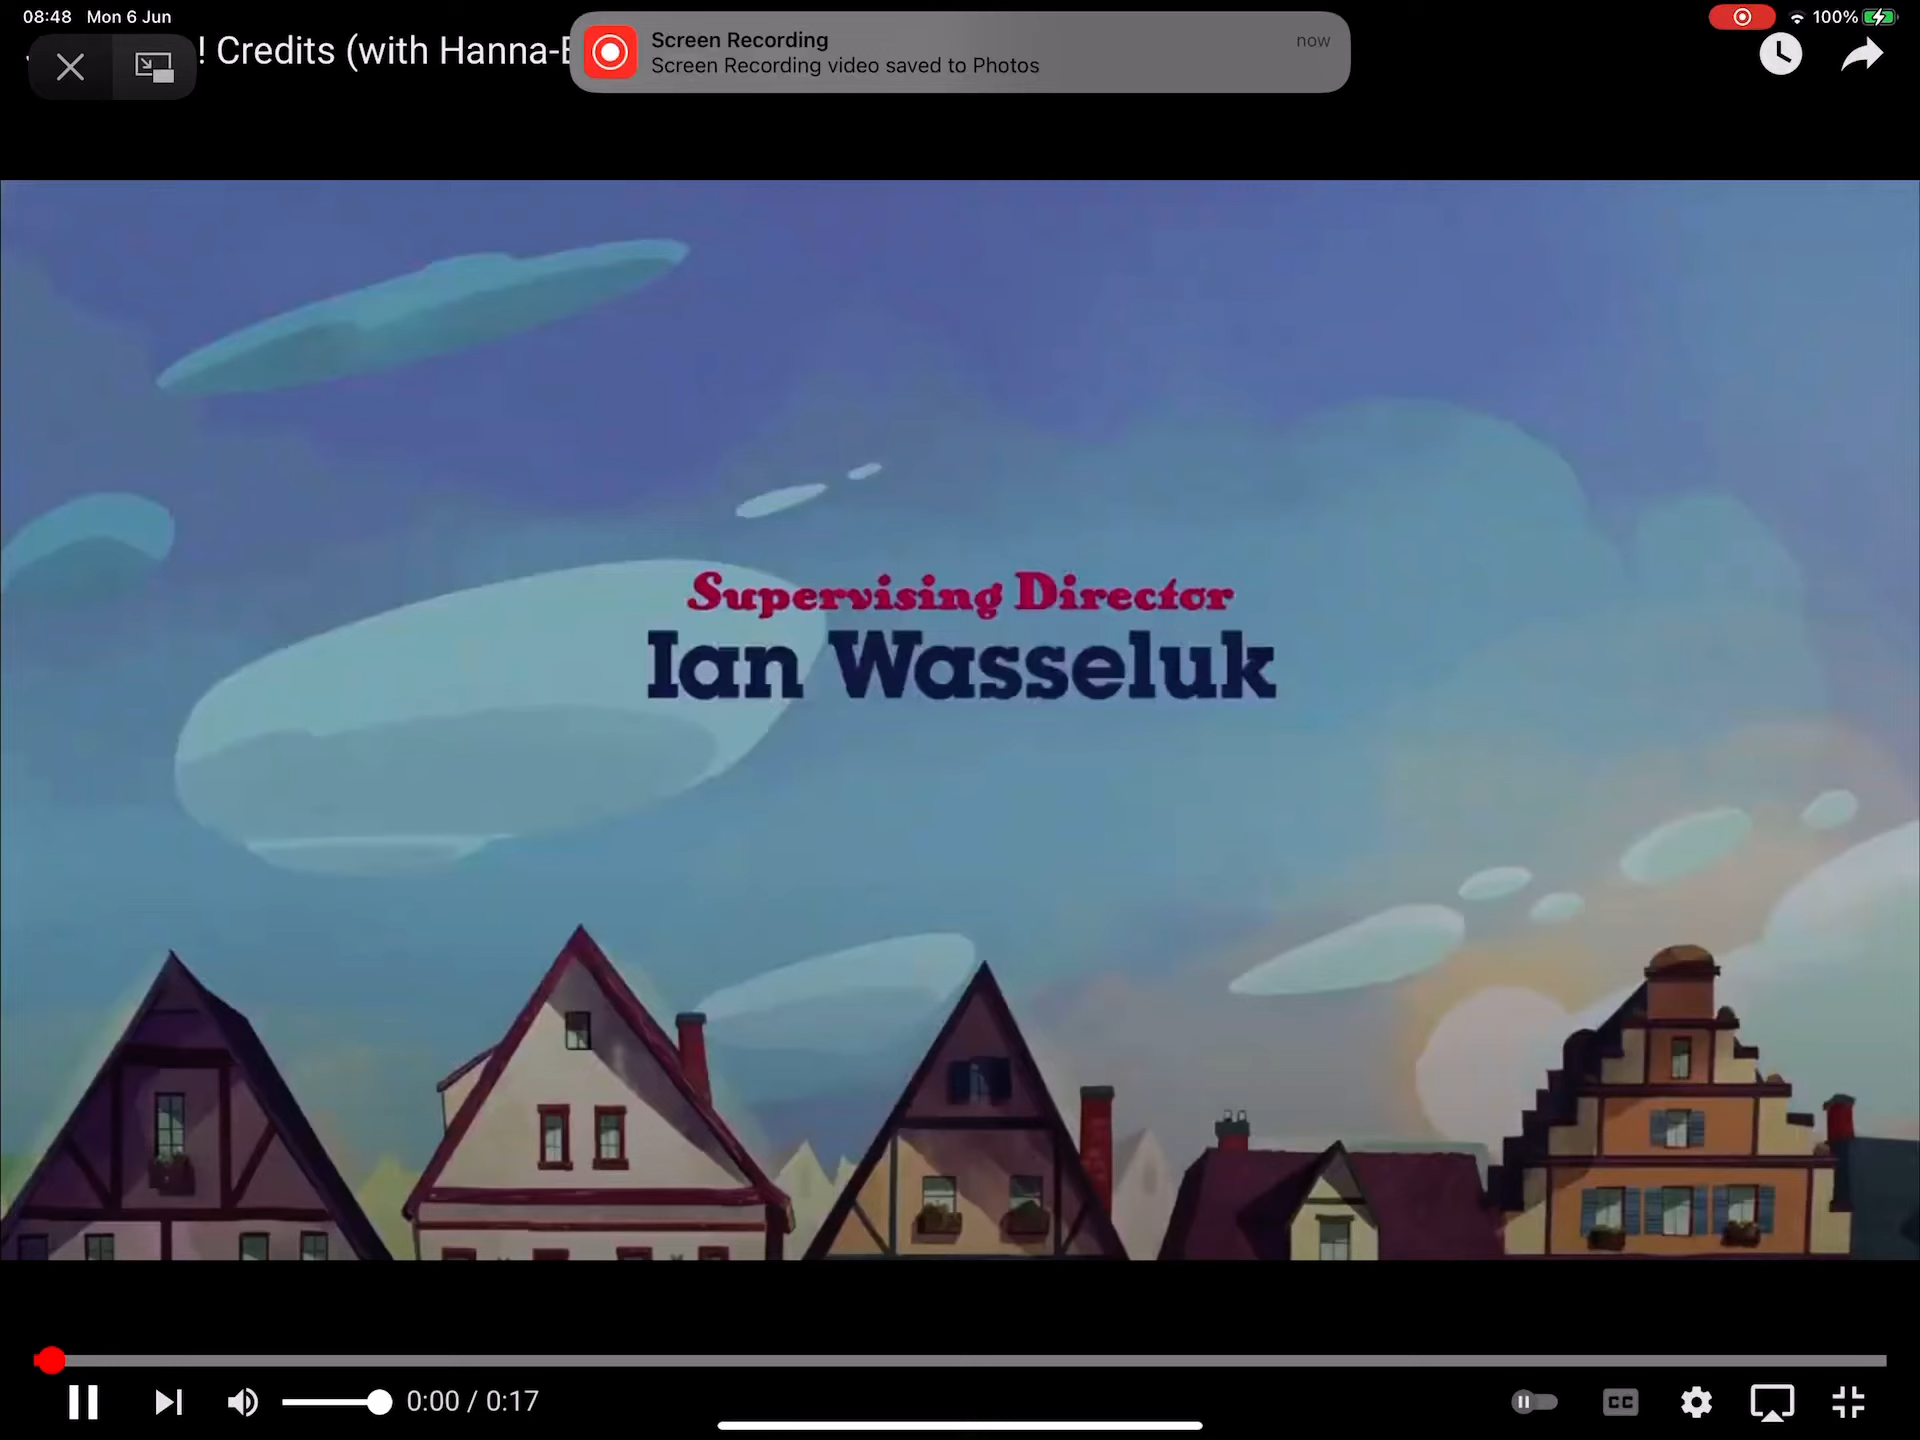 08:48 Mon 6 Jun
100%
! Credits (with Hanna-
Screen Recording
now
Screen Recording video saved to Photos
Supervising Director
Ian Wasseluk
0:00 / 0:17
CC